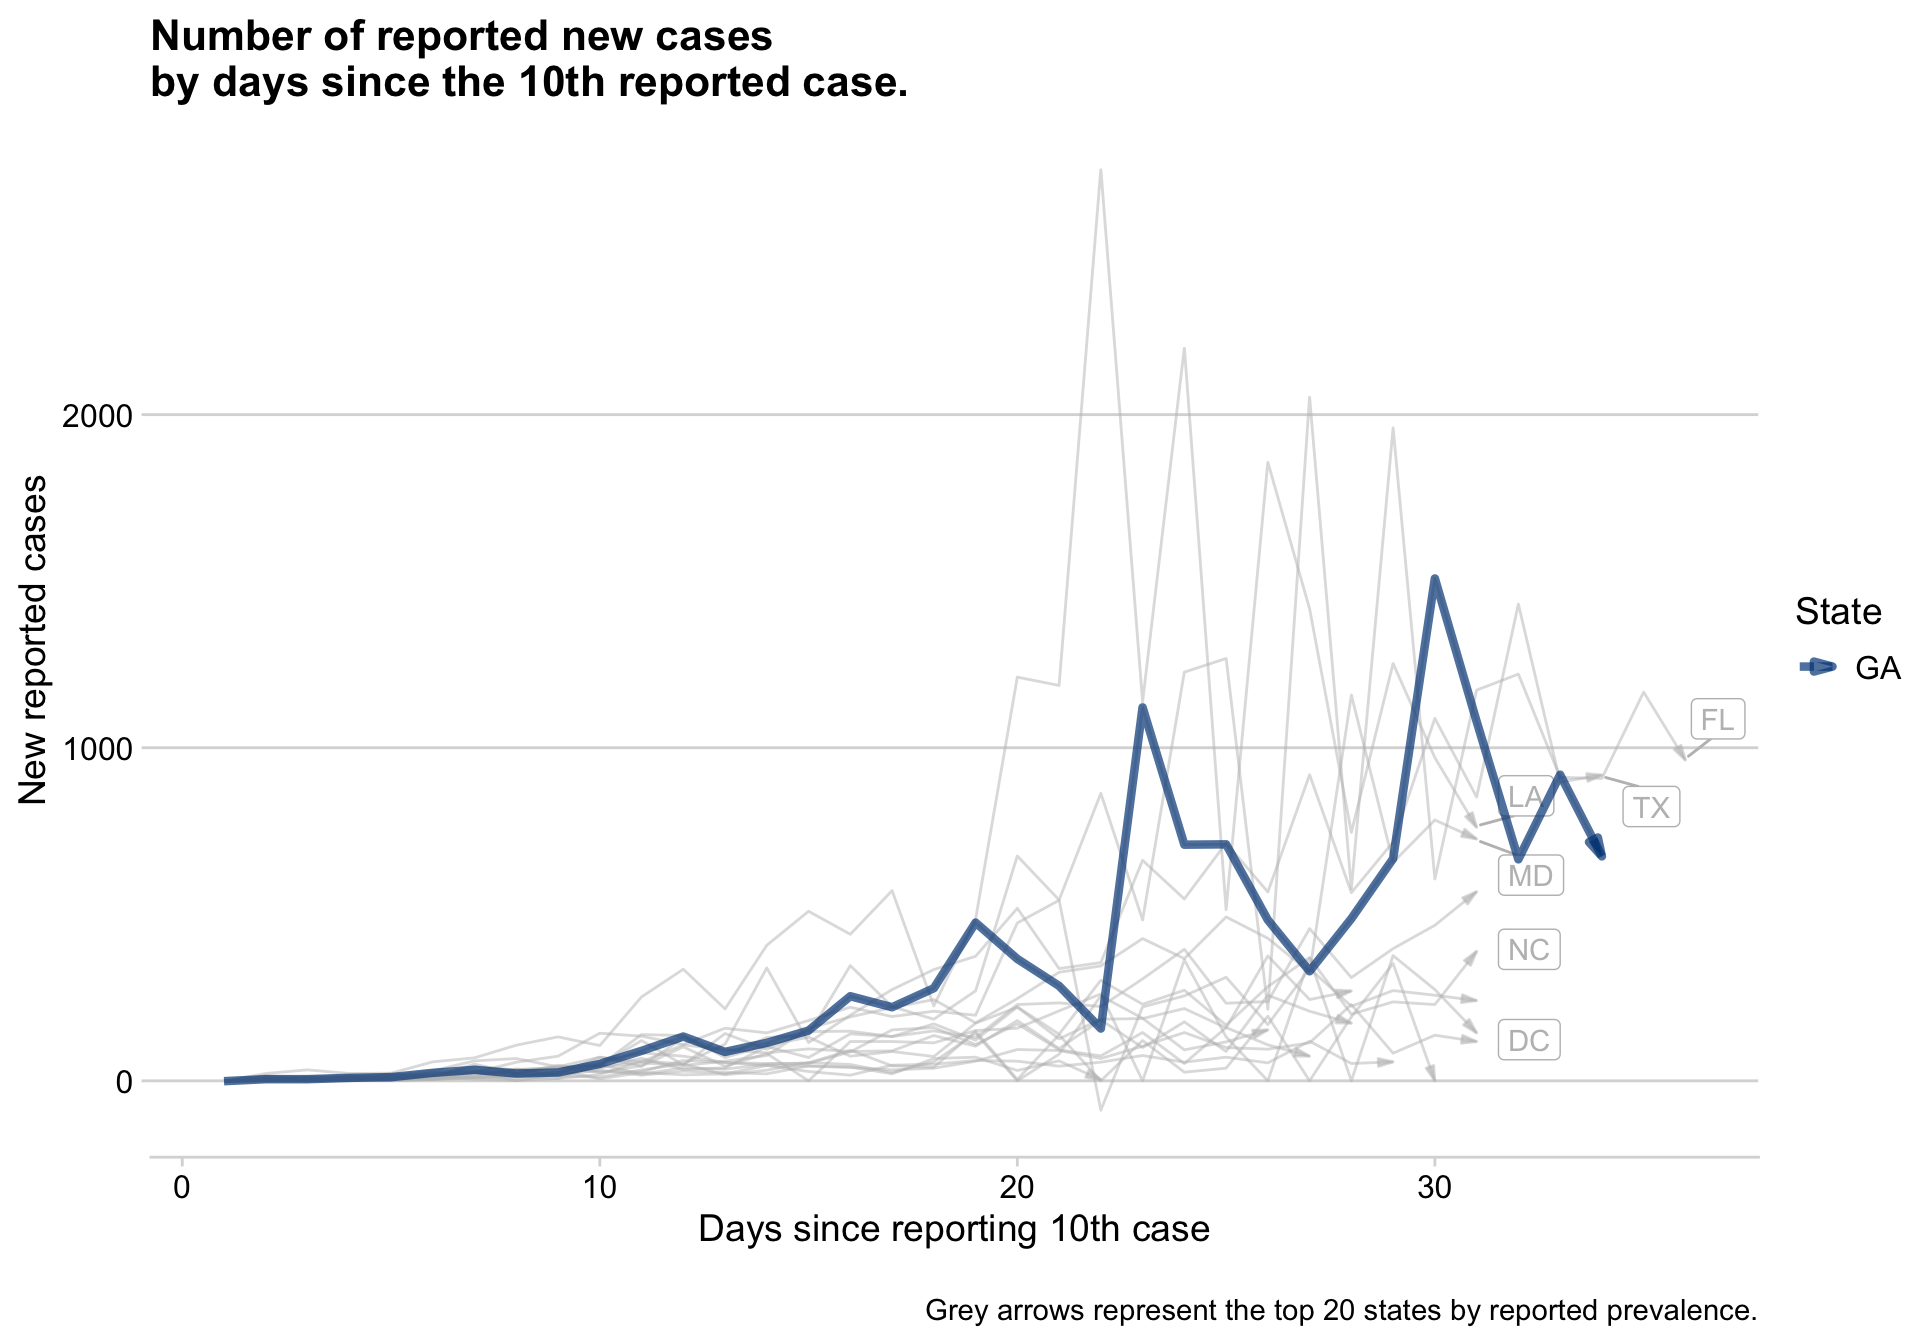 Number of reported new cases
by days since the 10th reported case.
New reported cases
2000
1000
0
FL
LA
TX
MD
NC
DC
State
GA
0
10
20
30
Days since reporting 10th case
Grey arrows represent the top 20 states by reported prevalence.